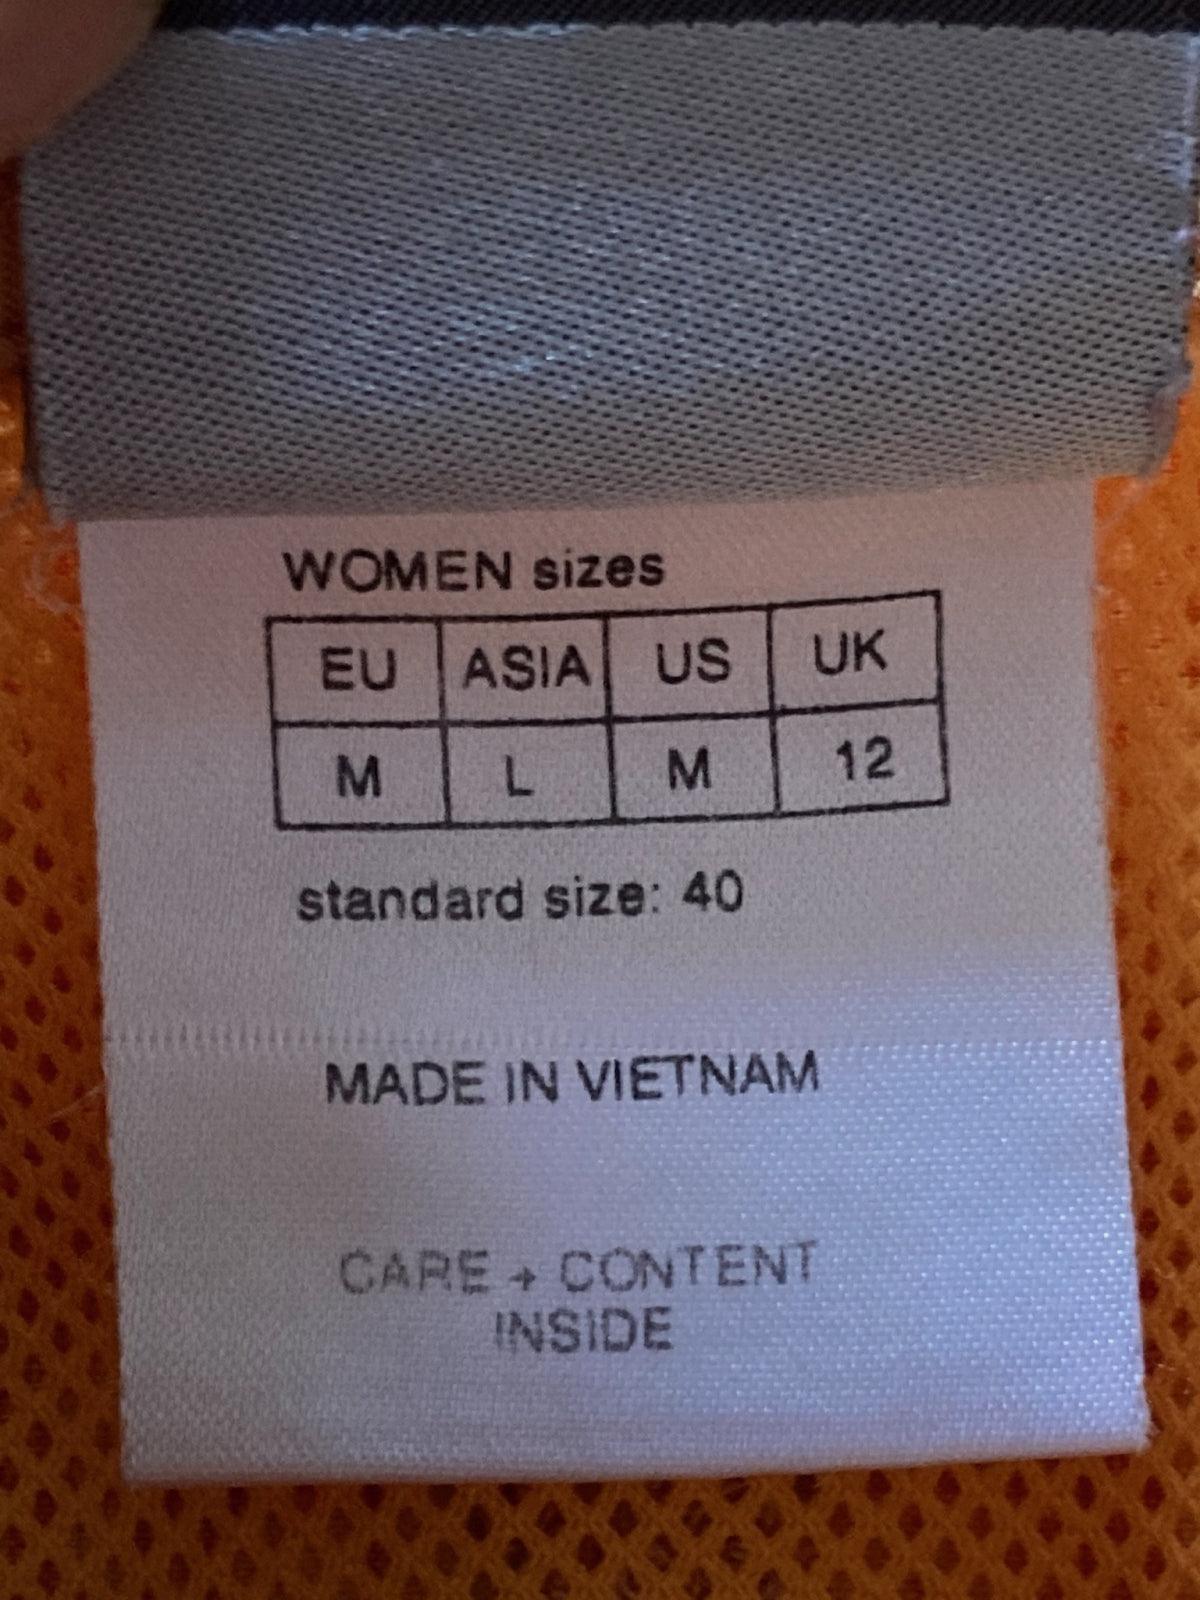 WOMEN sizes
EU ASIA US UK
M L M 12
standard size: 40
MADE IN VIETNAM
CARE + CONTENT
INSIDE